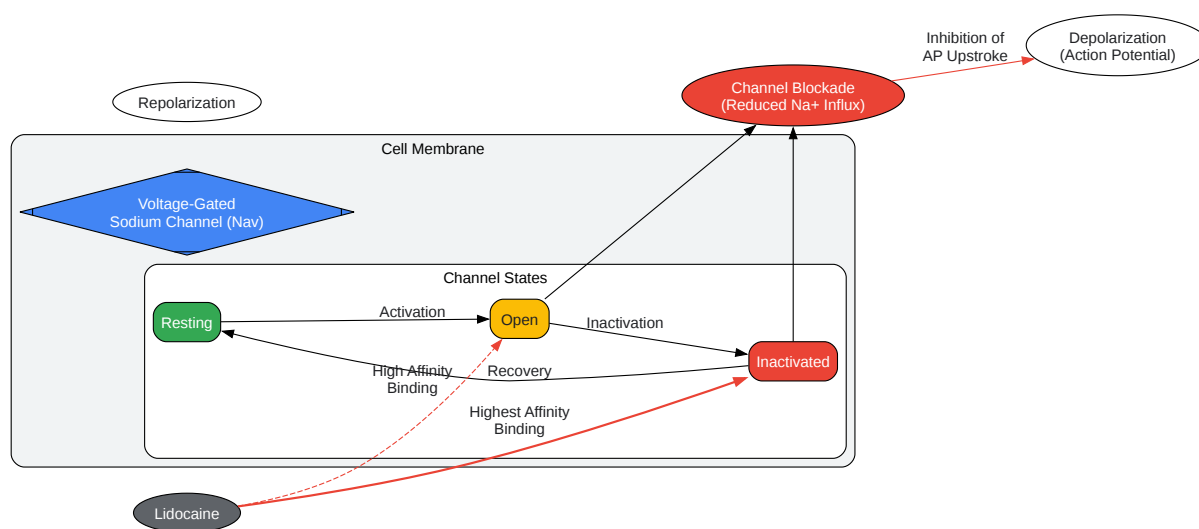 Inhibition of
AP Upstroke
Depolarization
(Action Potential)
Repolarization
Channel Blockade
(Reduced Na+ Influx)
Cell Membrane
Voltage-Gated
Sodium Channel (Nav)
Channel States
Resting
Activation
Open
Inactivation
Inactivated
High Affinity
Binding
Recovery
Highest Affinity
Binding
Lidocaine